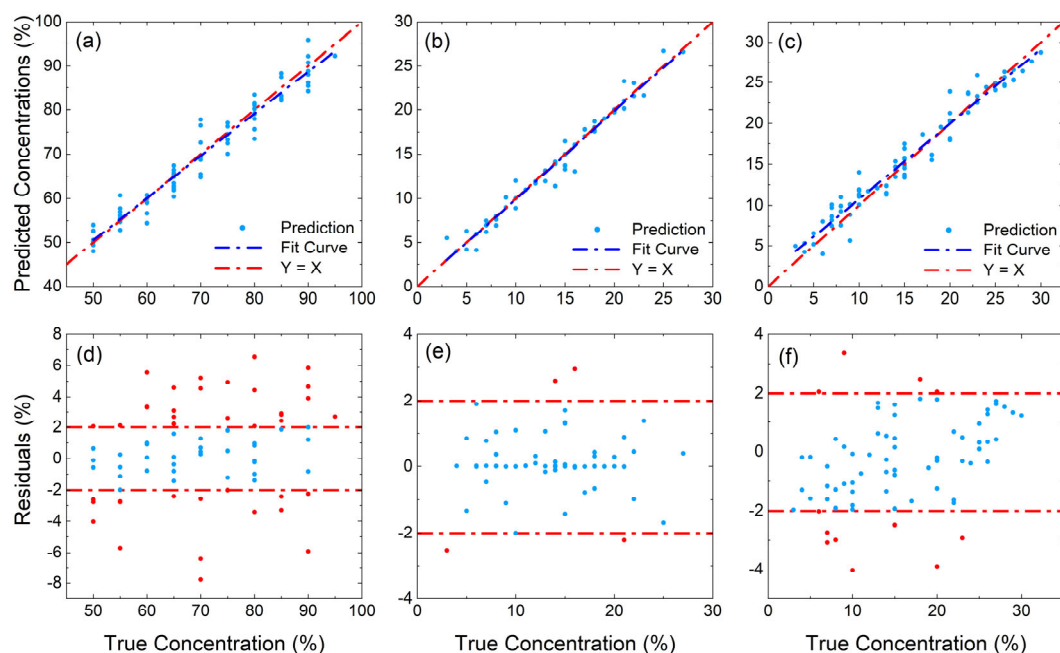 Predicted Concentrations (%)
100
90
80
70
60
50
40
(a)
Prediction
Fit Curve
Y = X
50 60 70 80 90 100
30
25
20
15
10
5
0
(b)
Prediction
Fit Curve
Y = X
0 10 20 30
30
25
20
15
10
5
0
(c)
Prediction
Fit Curve
Y = X
0 5 10 15 20 25 30
Residuals (%)
8
6
4
2
0
-2
-4
-6
-8
(d)
50 60 70 80 90 100
True Concentration (%)
4
2
0
-2
-4
(e)
0 10 20 30
True Concentration (%)
4
2
0
-2
-4
(f)
0 10 20 30
True Concentration (%)